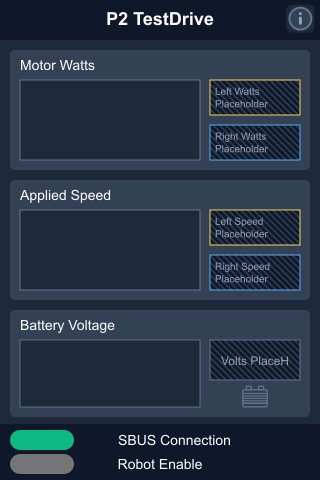 P2 TestDrive
Motor Watts
Left Watts
Placeholder
Right Watts
Placeholder
Applied Speed
Left Speed
Placeholder
Right Speed
Placeholder
Battery Voltage
Volts PlaceH
SBUS Connection
Robot Enable